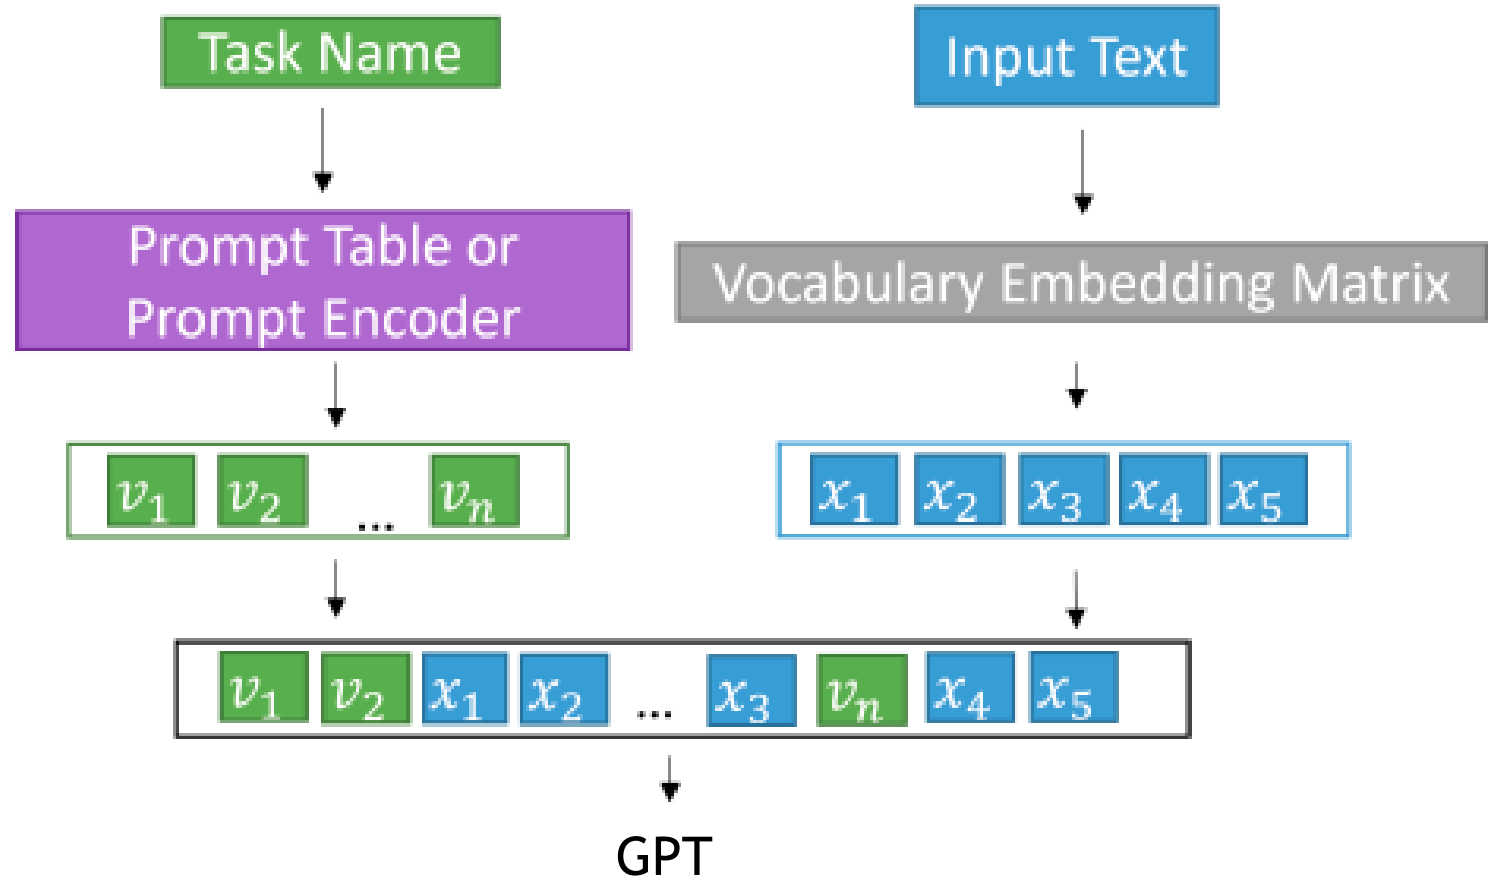 Task Name
Input Text
Prompt Table or
Prompt Encoder
Vocabulary Embedding Matrix
v₁ v₂ ... vₙ
x₁ x₂ x₃ x₄ x₅
v₁ v₂ x₁ x₂ ... x₃ vₙ x₄ x₅
GPT